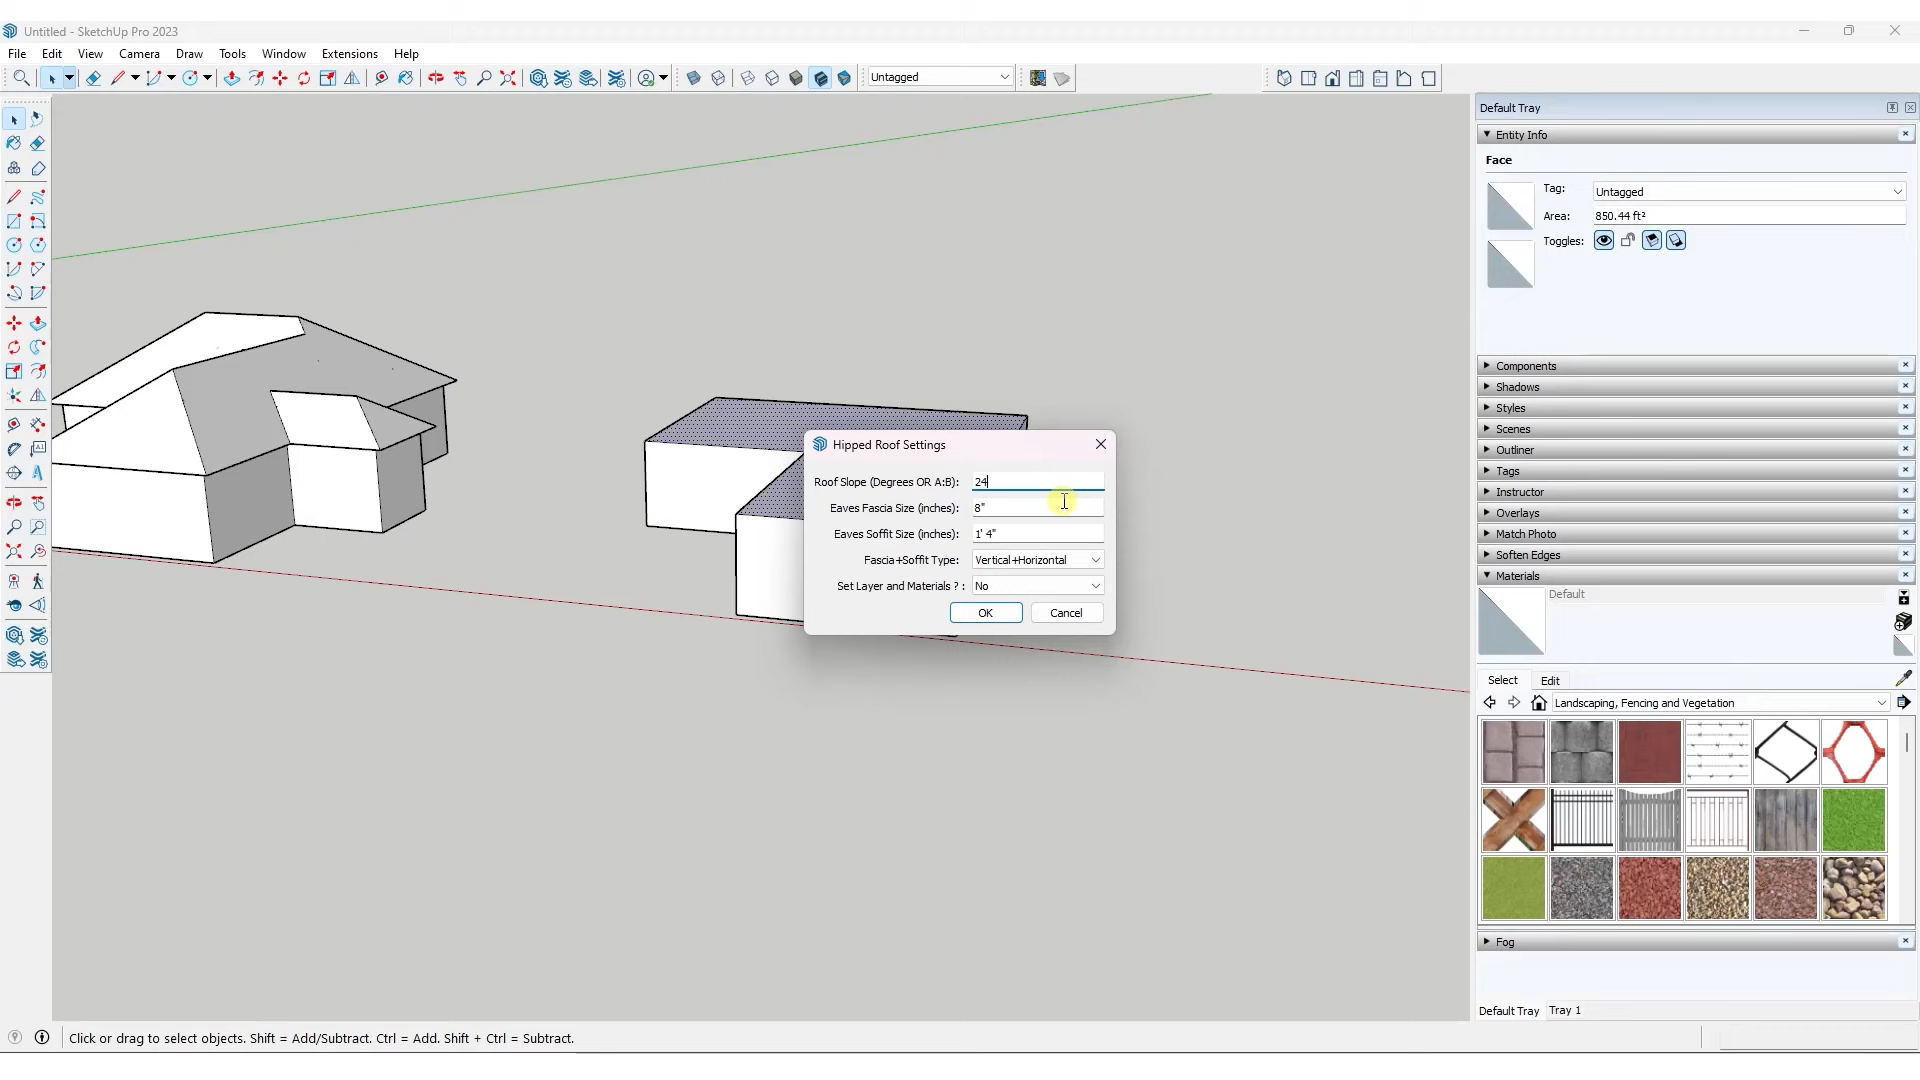 Untitled - SketchUp Pro 2023
File Edit View Camera Draw Tools Window Extensions Help
Untagged
Default Tray
Entity Info
Face
Tag: Untagged
Area: 850.44 ft²
Toggles:
Components
Shadows
Styles
Scenes
Outliner
Tags
Instructor
Overlays
Match Photo
Soften Edges
Materials
Default
Select Edit
Landscaping, Fencing and Vegetation
Fog
Default Tray Tray 1
Hipped Roof Settings
Roof Slope (Degrees OR A:B): 24
Eaves Fascia Size (inches): 8"
Eaves Soffit Size (inches): 1' 4"
Fascia+Soffit Type: Vertical+Horizontal
Set Layer and Materials ? : No
OK Cancel
Click or drag to select objects. Shift = Add/Subtract. Ctrl = Add. Shift + Ctrl = Subtract.